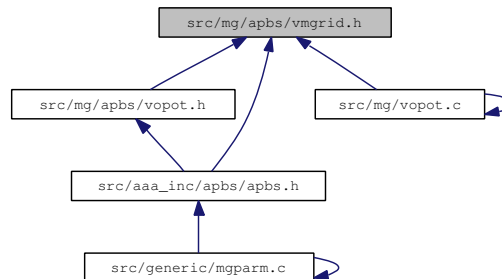 src/mg/apbs/vmgrid.h
src/mg/apbs/vopot.h
src/mg/vopot.c
src/aaa_inc/apbs/apbs.h
src/generic/mgparm.c